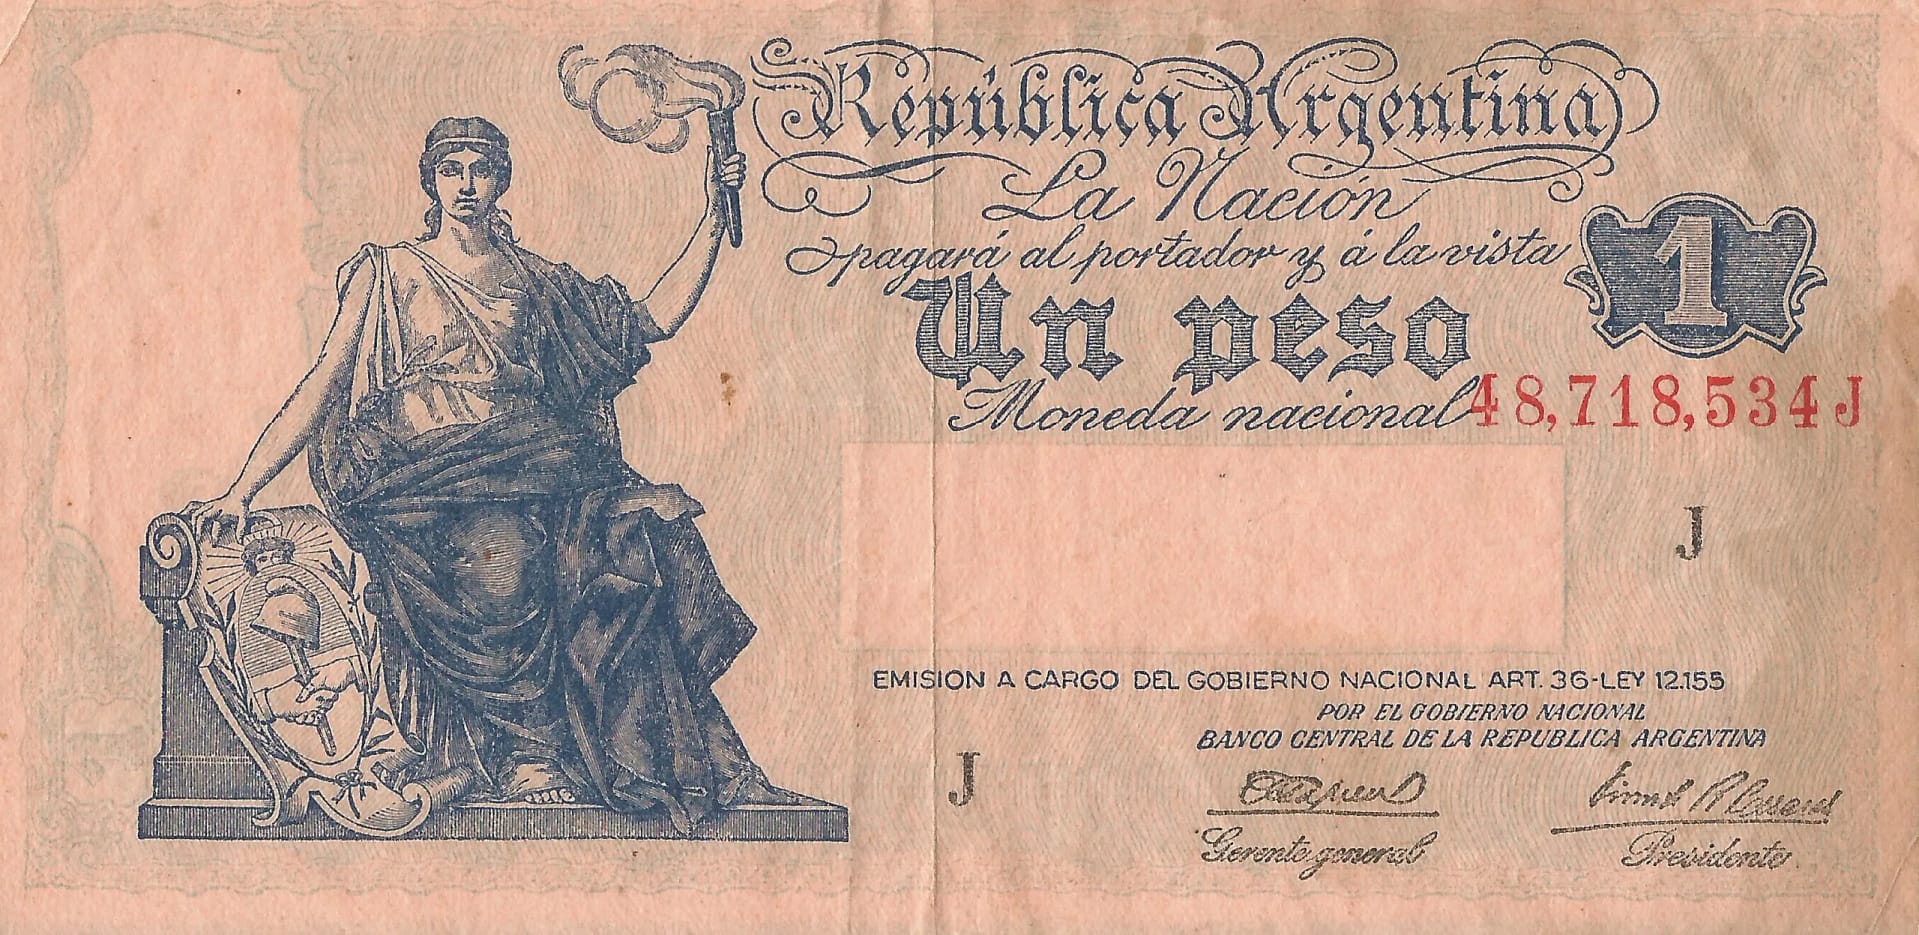 República Argentina
La Nación
pagará al portador y á la vista
1
Un peso
Moneda nacional
48,718,534 J
J
EMISION A CARGO DEL GOBIERNO NACIONAL ART. 36-LEY 12.155
POR EL GOBIERNO NACIONAL
BANCO CENTRAL DE LA REPUBLICA ARGENTINA
J
Gerente general
Presidente